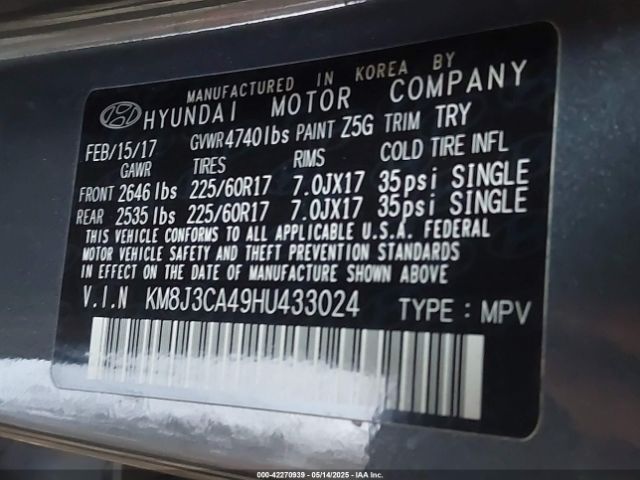 MANUFACTURED IN KOREA BY
HYUNDAI MOTOR COMPANY
FEB/15/17 GVWR 4740 lbs PAINT Z5G TRIM TRY
GAWR TIRES RIMS COLD TIRE INFL
FRONT 2646 lbs 225/60R17 7.0JX17 35psi SINGLE
REAR 2535 lbs 225/60R17 7.0JX17 35psi SINGLE
THIS VEHICLE CONFORMS TO ALL APPLICABLE U.S.A. FEDERAL
MOTOR VEHICLE SAFETY AND THEFT PREVENTION STANDARDS
IN EFFECT ON THE DATE OF MANUFACTURE SHOWN ABOVE.
V.I.N KM8J3CA49HU433024 TYPE : MPV
000-42270939 - 05/14/2025 - IAA Inc.